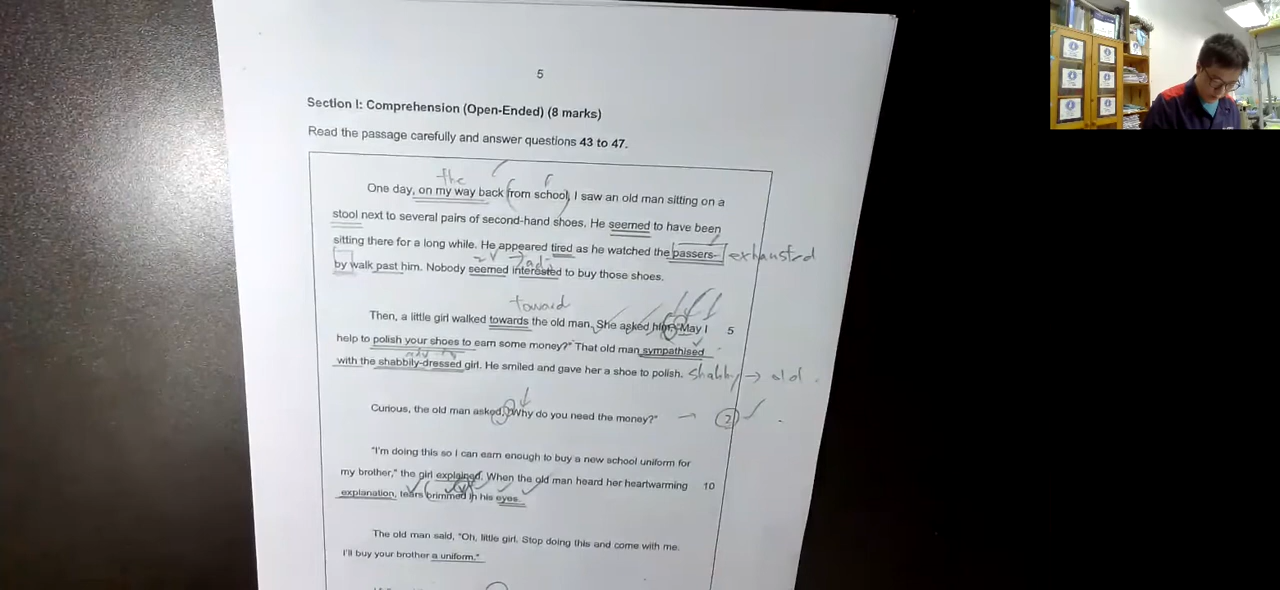 5
Section I: Comprehension (Open-Ended) (8 marks)
Read the passage carefully and answer questions 43 to 47.
the
One day, on my way back from school, I saw an old man sitting on a
stool next to several pairs of second-hand shoes. He seemed to have been
sitting there for a long while. He appeared tired as he watched the passers- exhausted
by walk past him. Nobody seemed interested to buy those shoes.
toward
Then, a little girl walked towards the old man. She asked him, "May I 5
help to polish your shoes to earn some money?" That old man sympathised
with the shabbily-dressed girl. He smiled and gave her a shoe to polish. shabby → old
Curious, the old man asked, "Why do you need the money?" → 2
"I'm doing this so I can earn enough to buy a new school uniform for
my brother," the girl explained. When the old man heard her heartwarming 10
explanation, tears brimmed in his eyes.
The old man said, "Oh, little girl. Stop doing this and come with me.
I'll buy your brother a uniform."